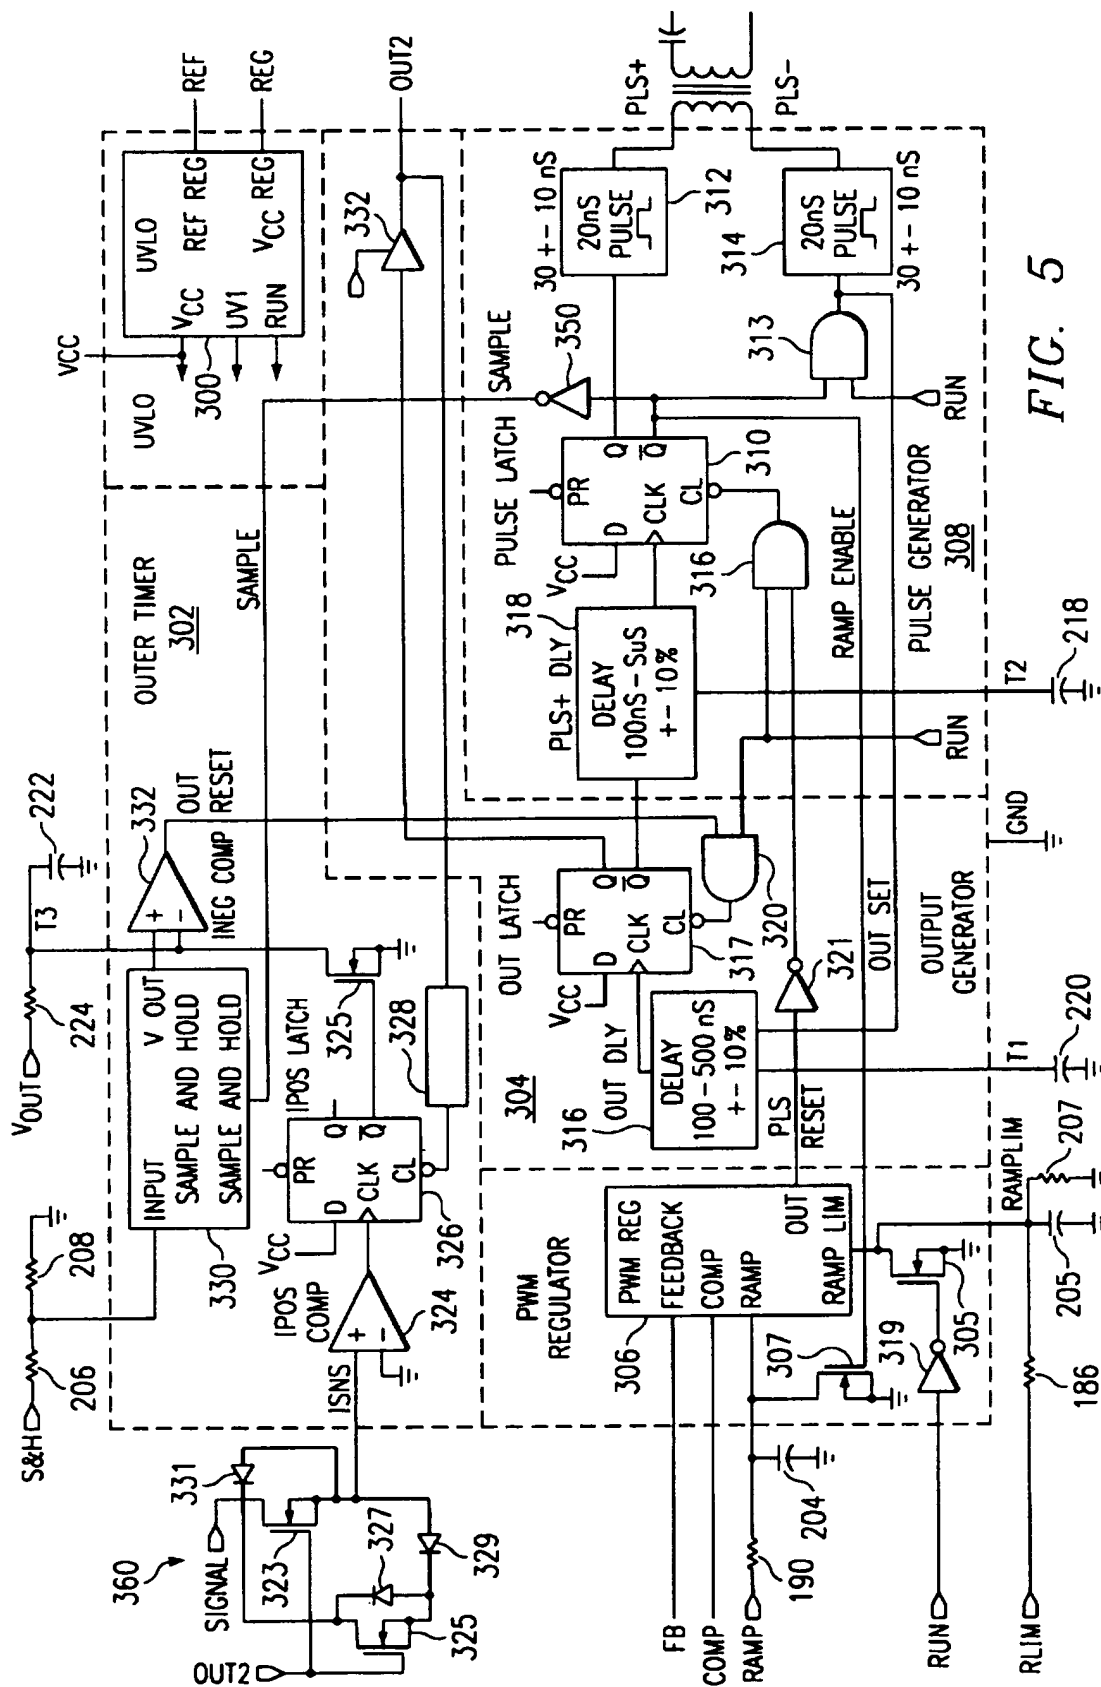 S&H
206
208
VOUT
224
T3
222
VCC
UVLO
UVLO
VCC
REF REG
REF
UV1
VCC REG
REG
RUN
300
OUTER TIMER
302
INPUT
V OUT
SAMPLE AND HOLD
SAMPLE AND HOLD
330
332
+
-
INEG COMP
OUT
RESET
SAMPLE
332
OUT2
360
SIGNAL
331
323
327
329
325
OUT2
ISNS
IPOS
COMP
+
-
324
VCC
IPOS LATCH
PR
D
Q
CLK
Q
CL
326
325
328
304
OUT LATCH
VCC
PR
D
Q
CLK
Q
CL
317
320
316
OUT DLY
DELAY
100-500 nS
+-10%
PLS
RESET
321
OUT SET
OUTPUT
GENERATOR
T1
220
GND
PWM
REGULATOR
306
PWM REG
FEEDBACK
COMP
RAMP
OUT
RAMP LIM
307
319
305
FB
COMP
RAMP
190
204
RUN
RLIM
186
RAMPLIM
205
207
PLS+ DLY
318
DELAY
100nS-SuS
+-10%
PULSE LATCH
VCC
PR
D
Q
CLK
Q
CL
310
316
SAMPLE
350
RAMP ENABLE
PULSE GENERATOR
308
RUN
T2
218
RUN
313
30 +- 10 nS
20nS
PULSE
312
314
20nS
PULSE
30 +- 10 nS
PLS+
PLS-
FIG. 5